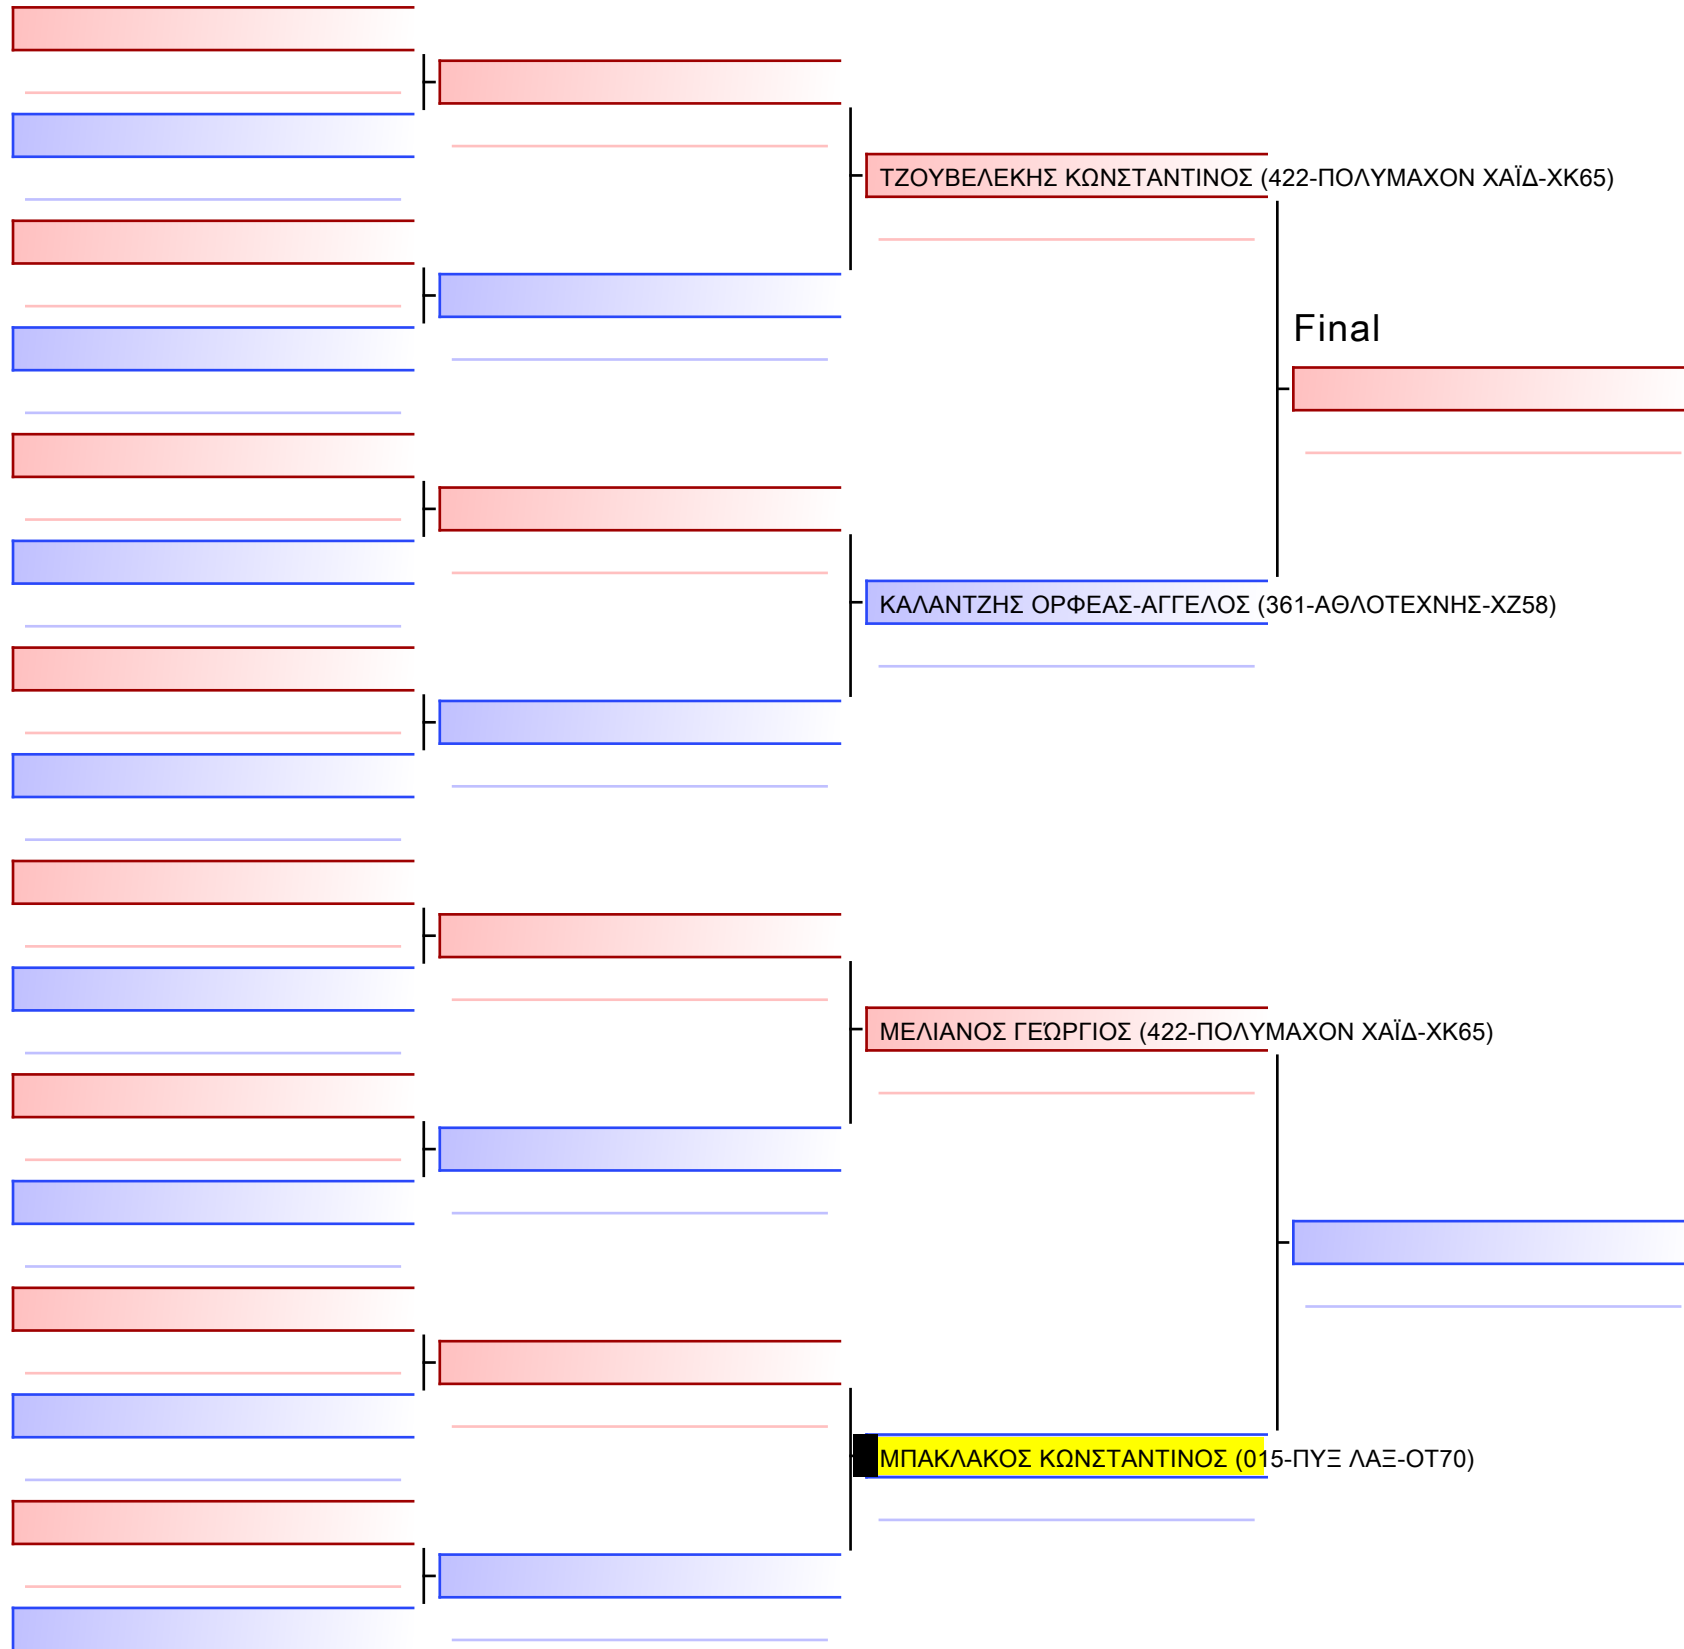 ΤΖΟΥΒΕΛΕΚΗΣ ΚΩΝΣΤΑΝΤΙΝΟΣ (422-ΠΟΛΥΜΑΧΟΝ ΧΑΪΔ-ΧΚ65)
Final
ΚΑΛΑΝΤΖΗΣ ΟΡΦΕΑΣ-ΑΓΓΕΛΟΣ (361-ΑΘΛΟΤΕΧΝΗΣ-ΧΖ58)
ΜΕΛΙΑΝΟΣ ΓΕΏΡΓΙΟΣ (422-ΠΟΛΥΜΑΧΟΝ ΧΑΪΔ-ΧΚ65)
ΜΠΑΚΛΑΚΟΣ ΚΩΝΣΤΑΝΤΙΝΟΣ (015-ΠΥΞ ΛΑΞ-ΟΤ70)